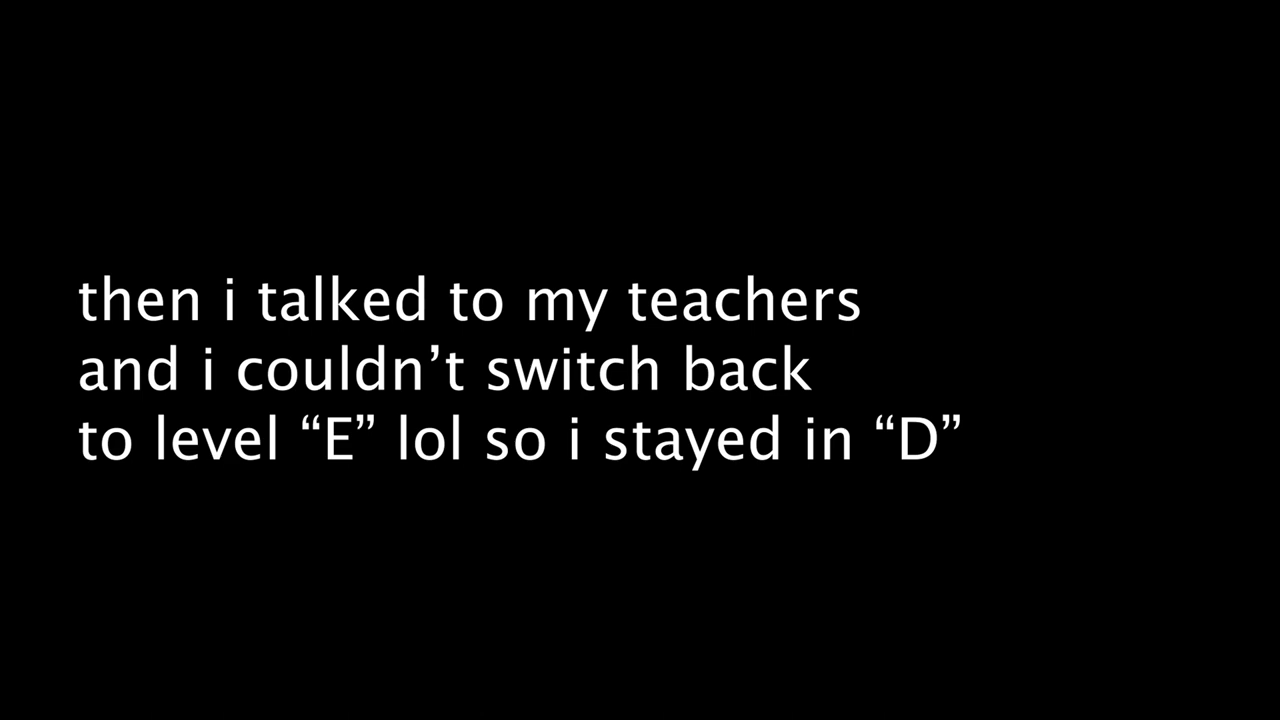 then i talked to my teachers
and i couldn’t switch back
to level “E” lol so i stayed in “D”